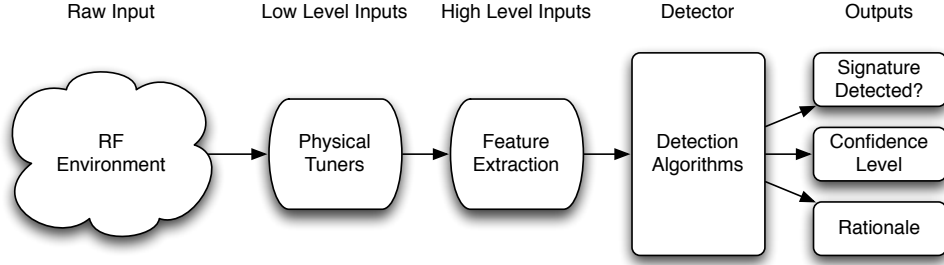 Raw Input
Low Level Inputs
High Level Inputs
Detector
Outputs
RF
Environment
Physical
Tuners
Feature
Extraction
Detection
Algorithms
Signature
Detected?
Confidence
Level
Rationale